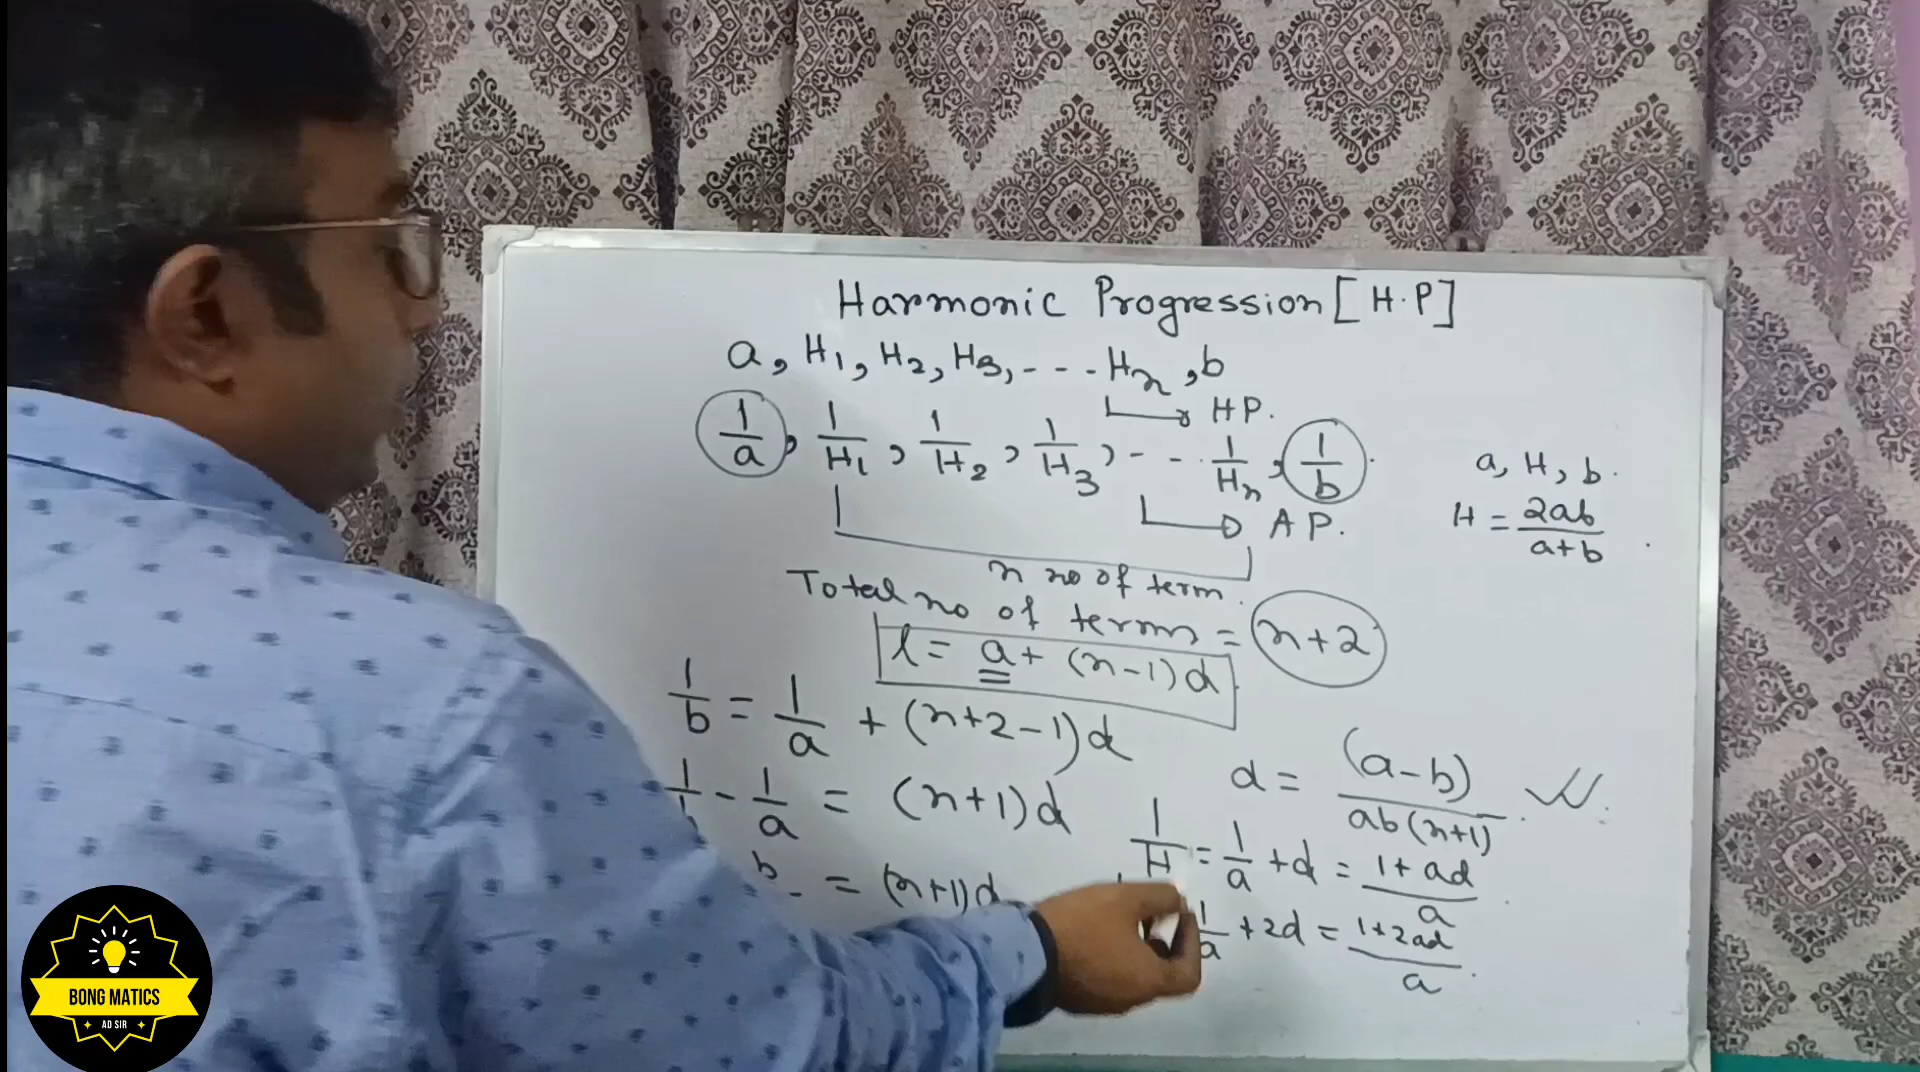 Harmonic Progression [H.P]
a, H₁, H₂, H₃, - - - Hn, b
HP.
1/a, 1/H₁, 1/H₂, 1/H₃, - - - 1/Hn, 1/b
AP.
a, H, b.
H = 2ab/(a+b)
n no of term.
Total no of terms = n+2
l = a + (n-1)d
1/b = 1/a + (n+2-1)d
- 1/a = (n+1)d
= (n+1)d
d = (a-b)/ab(n+1)
1/H = 1/a + d = (1+ad)/a
1/a + 2d = (1+2ad)/a
BONG MATICS
AD SIR